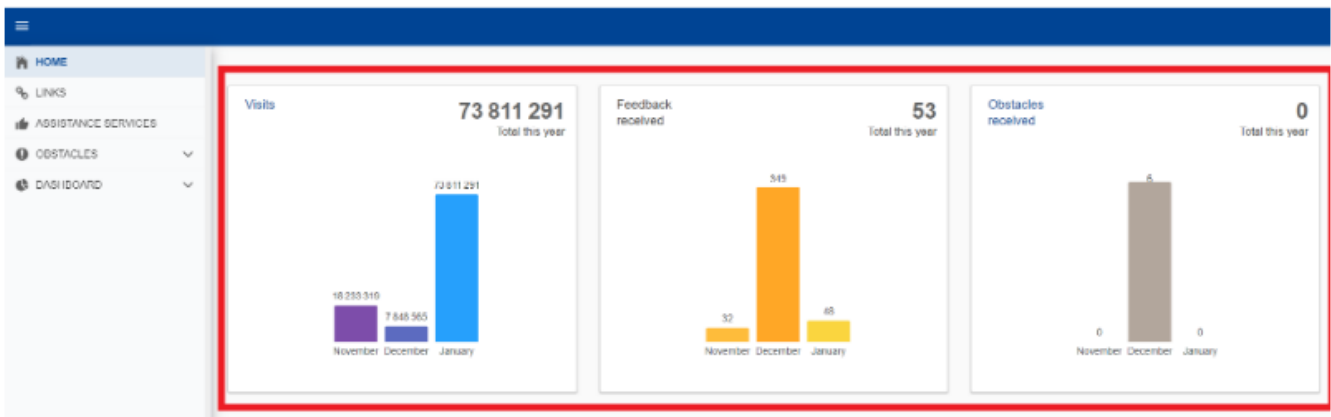 HOME
LINKS
ASSISTANCE SERVICES
OBSTACLES
DASHBOARD
Visits
73 811 291
Total this year
73 811 291
18 233 319
7 848 565
November December January
Feedback
received
53
Total this year
349
32
48
November December January
Obstacles
received
0
Total this year
6
0
0
November December January